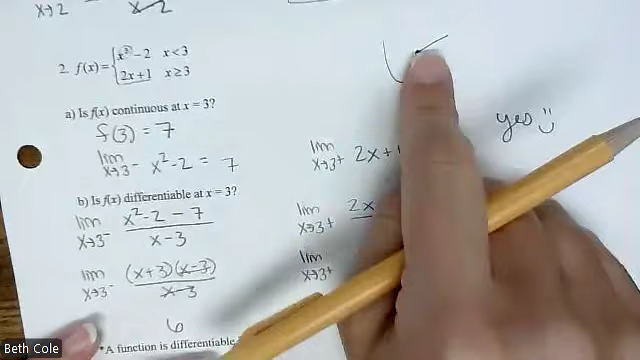 x→2 x-2
2. f(x) = { x²-2 x<3
2x+1 x≥3
a) Is f(x) continuous at x = 3?
f(3) = 7
lim x→3⁻ x²-2 = 7
lim x→3⁺ 2x+
yes
b) Is f(x) differentiable at x = 3?
lim x→3⁻ x²-2-7 / x-3
lim x→3⁺ 2x
lim x→3⁻ (x+3)(x-3) / x-3
lim x→3⁺
6
*A function is differentiable
Beth Cole